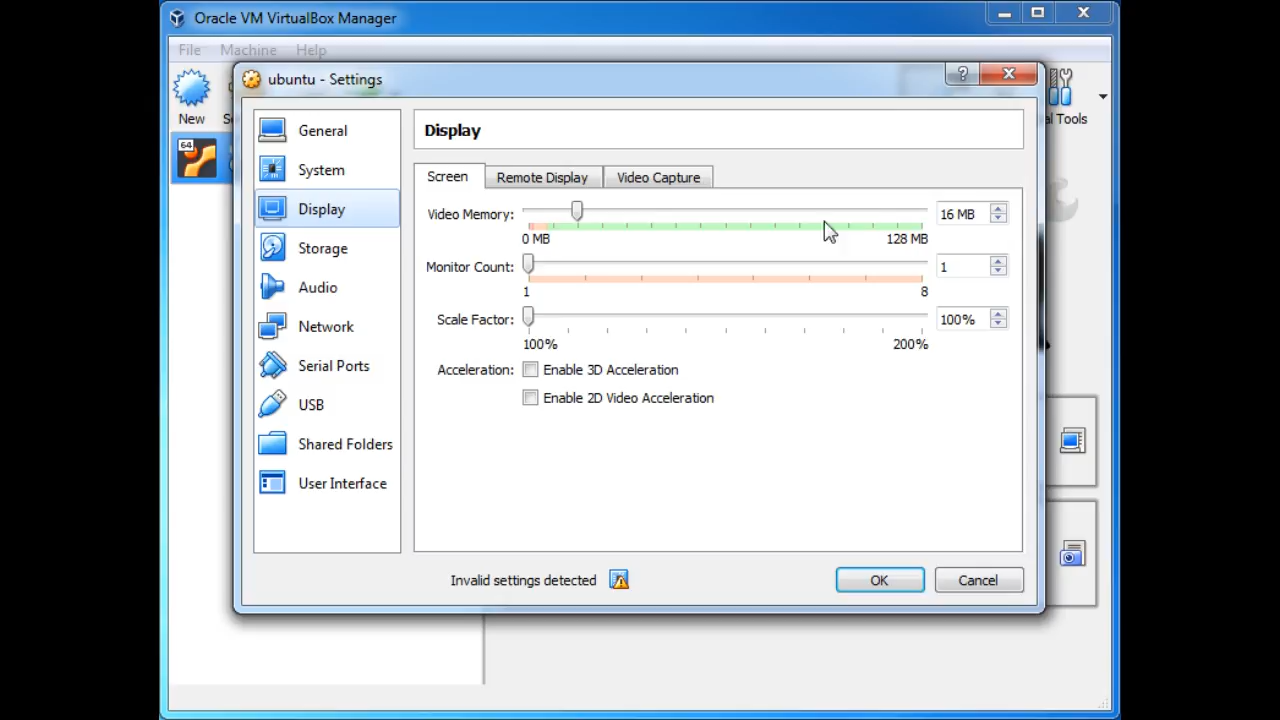 Oracle VM VirtualBox Manager
File Machine Help
ubuntu - Settings
New
64
General
System
Display
Storage
Audio
Network
Serial Ports
USB
Shared Folders
User Interface
Display
Screen Remote Display Video Capture
Video Memory: 16 MB
0 MB 128 MB
Monitor Count: 1
1 8
Scale Factor: 100%
100% 200%
Acceleration: Enable 3D Acceleration
Enable 2D Video Acceleration
Invalid settings detected
OK Cancel
Tools